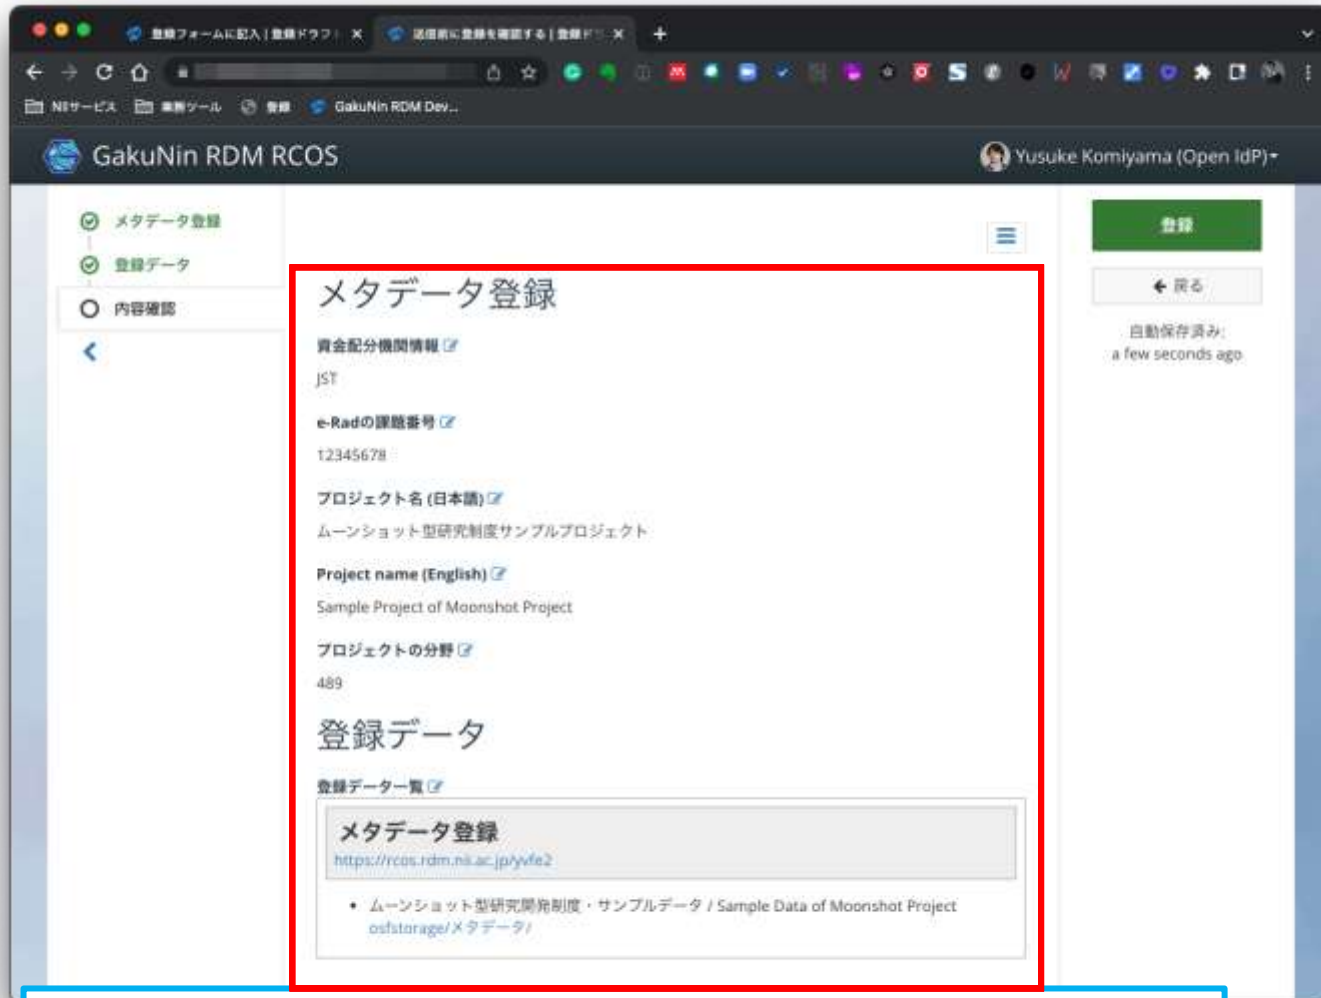 登録フォームに記入 | 登録ドラフト
送信前に登録を確認する | 登録ド
NIIサービス 業務ツール 登録 GakuNin RDM Dev...
GakuNin RDM RCOS
Yusuke Komiyama (Open IdP)
メタデータ登録
登録データ
内容確認
登録
戻る
自動保存済み:
a few seconds ago
メタデータ登録
資金配分機関情報
JST
e-Radの課題番号
12345678
プロジェクト名 (日本語)
ムーンショット型研究制度サンプルプロジェクト
Project name (English)
Sample Project of Moonshot Project
プロジェクトの分野
489
登録データ
登録データ一覧
メタデータ登録
https://rcos.rdm.nii.ac.jp/yvfe2
• ムーンショット型研究開発制度・サンプルデータ / Sample Data of Moonshot Project
osfstorage/メタデータ/